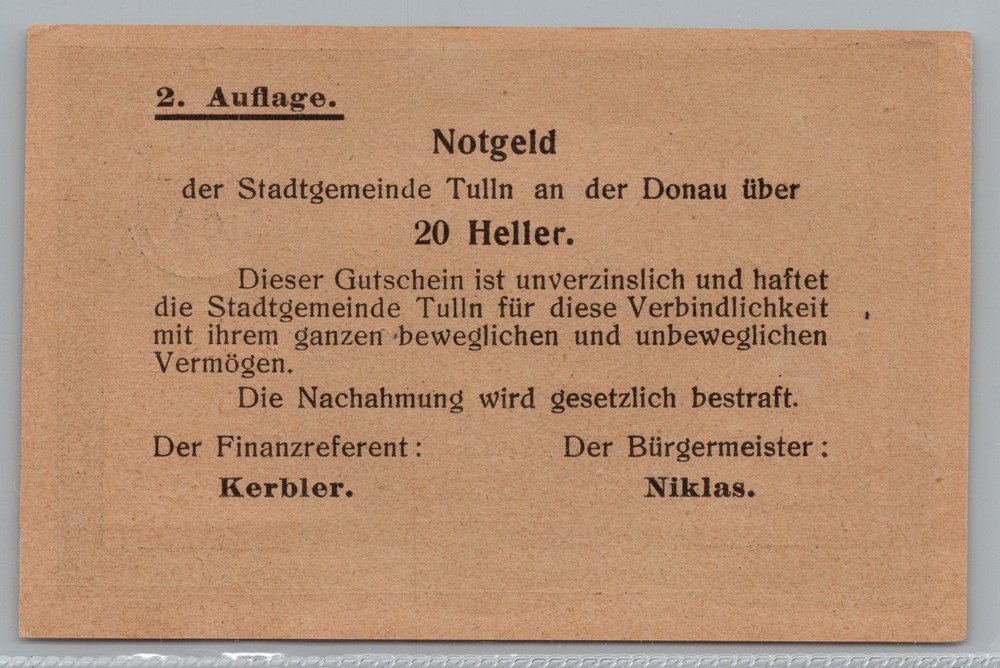 2. Auflage.
Notgeld
der Stadtgemeinde Tulln an der Donau über
20 Heller.
Dieser Gutschein ist unverzinslich und haftet
die Stadtgemeinde Tulln für diese Verbindlichkeit
mit ihrem ganzen beweglichen und unbeweglichen
Vermögen.
Die Nachahmung wird gesetzlich bestraft.
Der Finanzreferent: Der Bürgermeister:
Kerbler. Niklas.